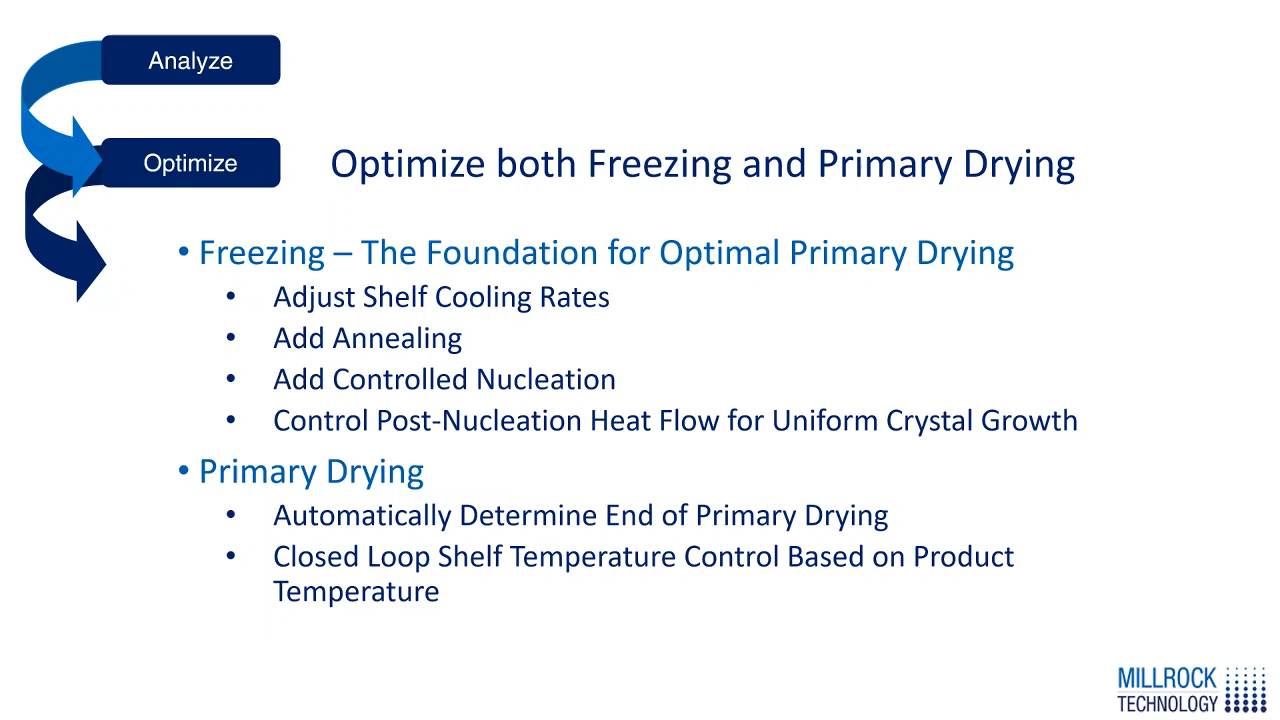 Analyze
Optimize
Optimize both Freezing and Primary Drying
• Freezing – The Foundation for Optimal Primary Drying
• Adjust Shelf Cooling Rates
• Add Annealing
• Add Controlled Nucleation
• Control Post-Nucleation Heat Flow for Uniform Crystal Growth
• Primary Drying
• Automatically Determine End of Primary Drying
• Closed Loop Shelf Temperature Control Based on Product
Temperature
MILLROCK
TECHNOLOGY